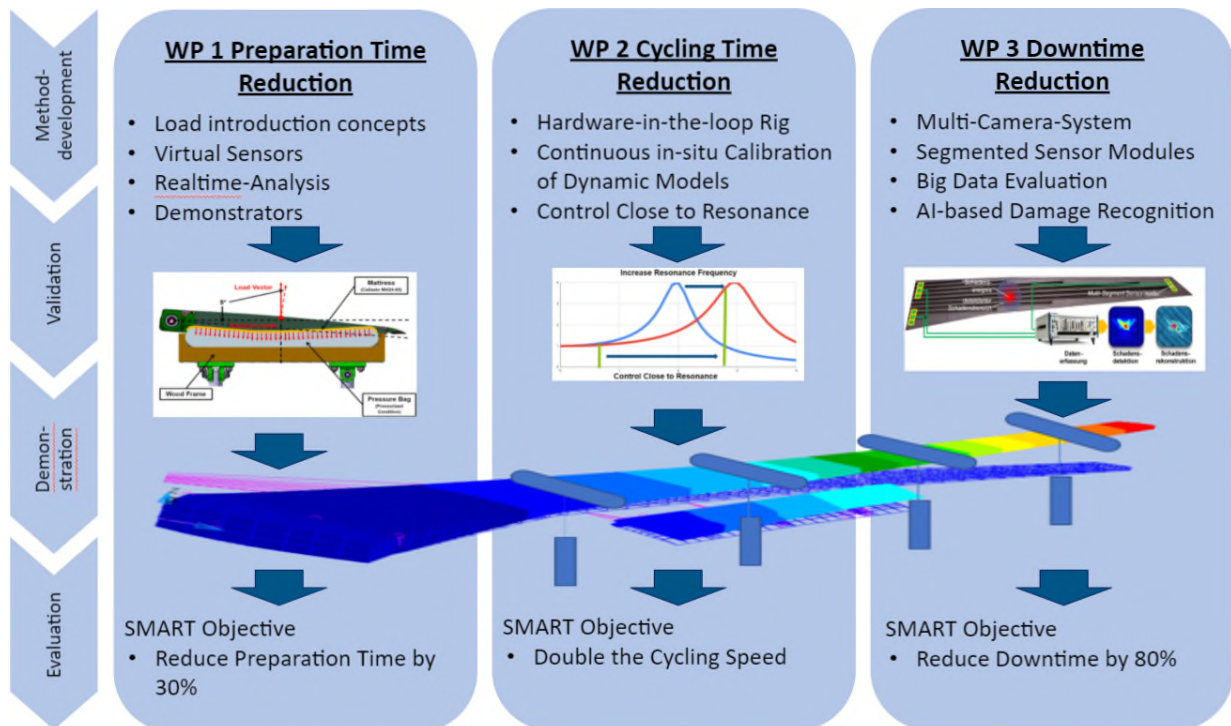 Method-
development
Validation
Demon-
stration
Evaluation
WP 1 Preparation Time
Reduction
• Load introduction concepts
• Virtual Sensors
• Realtime-Analysis
• Demonstrators
Load Vector
Mattress
5°
Wood Frame
Pressure Bag
(Pressurized
Condition)
SMART Objective
• Reduce Preparation Time by
30%
WP 2 Cycling Time
Reduction
• Hardware-in-the-loop Rig
• Continuous in-situ Calibration
of Dynamic Models
• Control Close to Resonance
Increase Resonance Frequency
Control Close to Resonance
SMART Objective
• Double the Cycling Speed
WP 3 Downtime
Reduction
• Multi-Camera-System
• Segmented Sensor Modules
• Big Data Evaluation
• AI-based Damage Recognition
Daten-
erfassung
Schadens-
detektion
Schadens-
rekonstruktion
SMART Objective
• Reduce Downtime by 80%